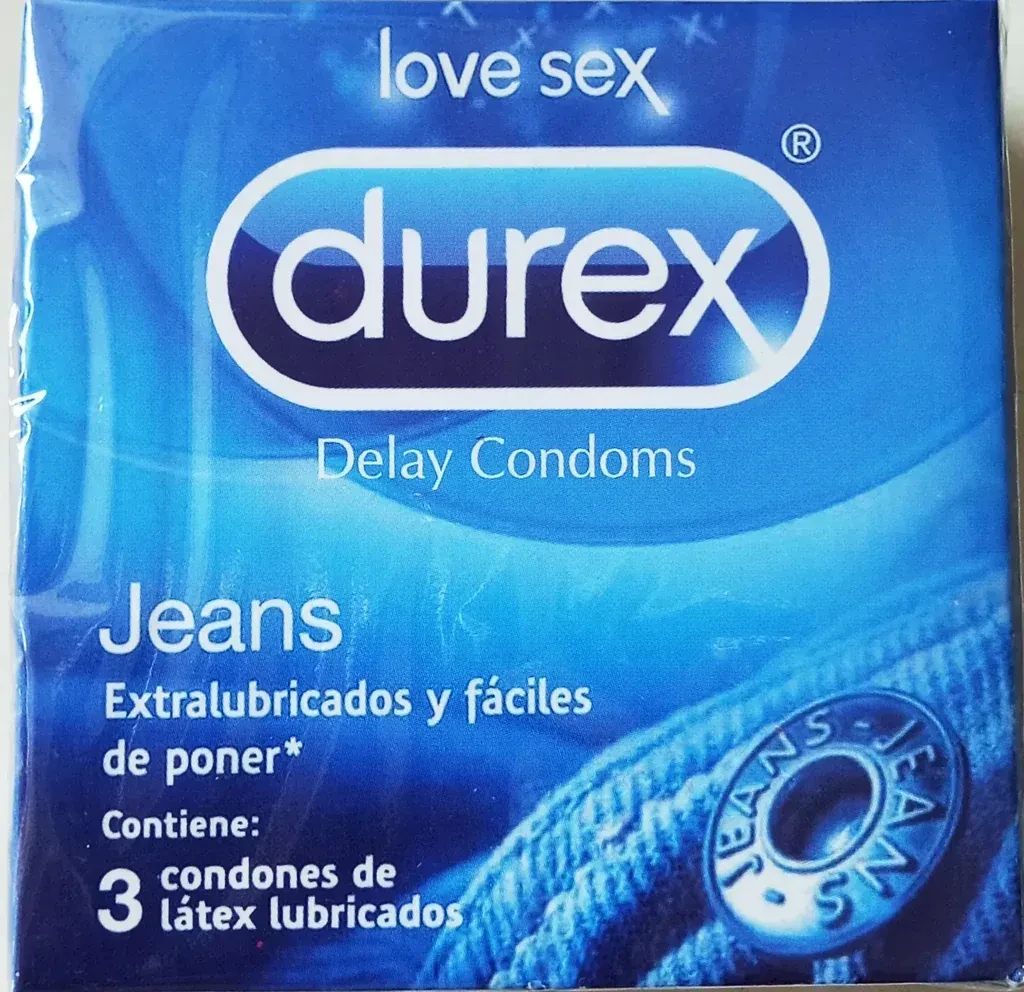 love sex
durex®
Delay Condoms
Jeans
Extralubricados y fáciles
de poner*
Contiene:
3 condones de
látex lubricados
JEANS - JEANS -